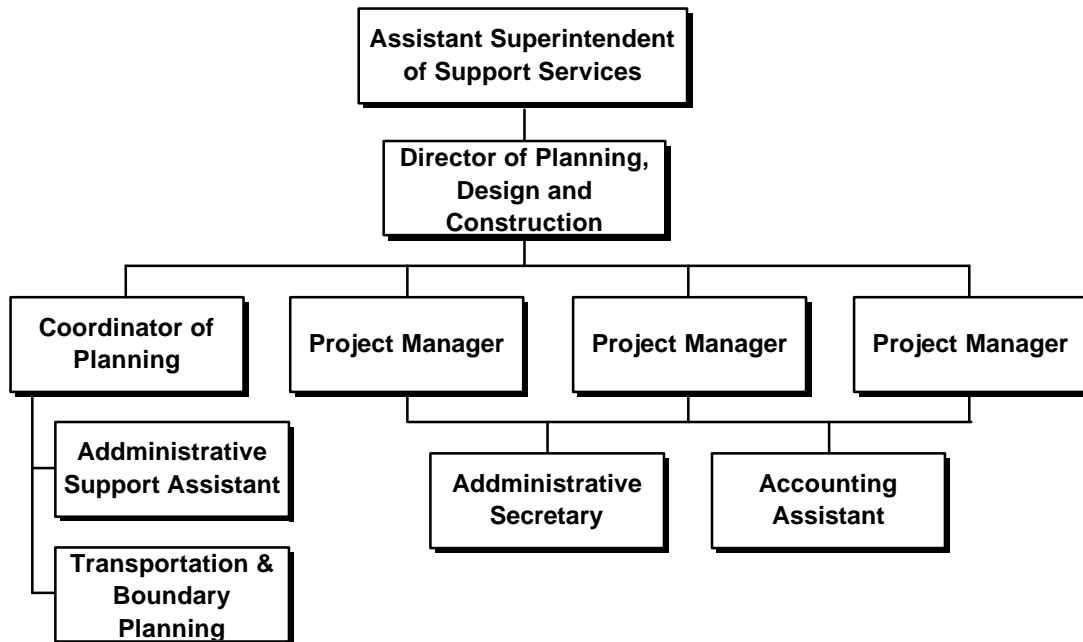 Assistant Superintendent
of Support Services
Director of Planning,
Design and
Construction
Coordinator of
Planning
Project Manager
Project Manager
Project Manager
Addministrative
Support Assistant
Addministrative
Secretary
Accounting
Assistant
Transportation &
Boundary
Planning